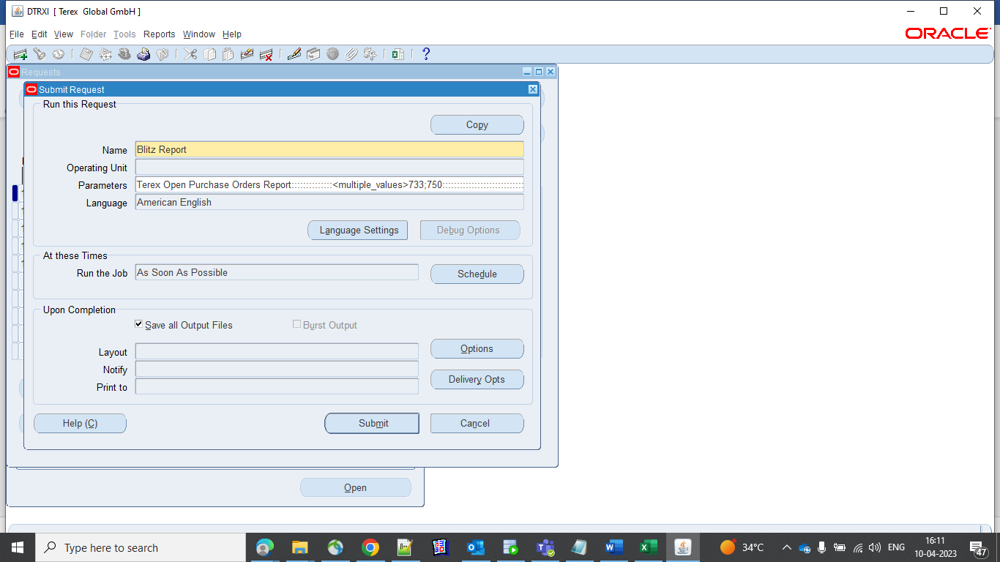 DTRXI [ Terex Global GmbH ]
File Edit View Folder Tools Reports Window Help
ORACLE
Requests
Submit Request
Run this Request
Copy
Name Blitz Report
Operating Unit
Parameters Terex Open Purchase Orders Report:::::::::::::<multiple_values>733;750::::::::::::::::::::::::::
Language American English
Language Settings Debug Options
At these Times
Run the Job As Soon As Possible Schedule
Upon Completion
Save all Output Files Burst Output
Layout Options
Notify
Print to Delivery Opts
Help (C) Submit Cancel
Open
Type here to search
34°C ENG
16:11
10-04-2023
47